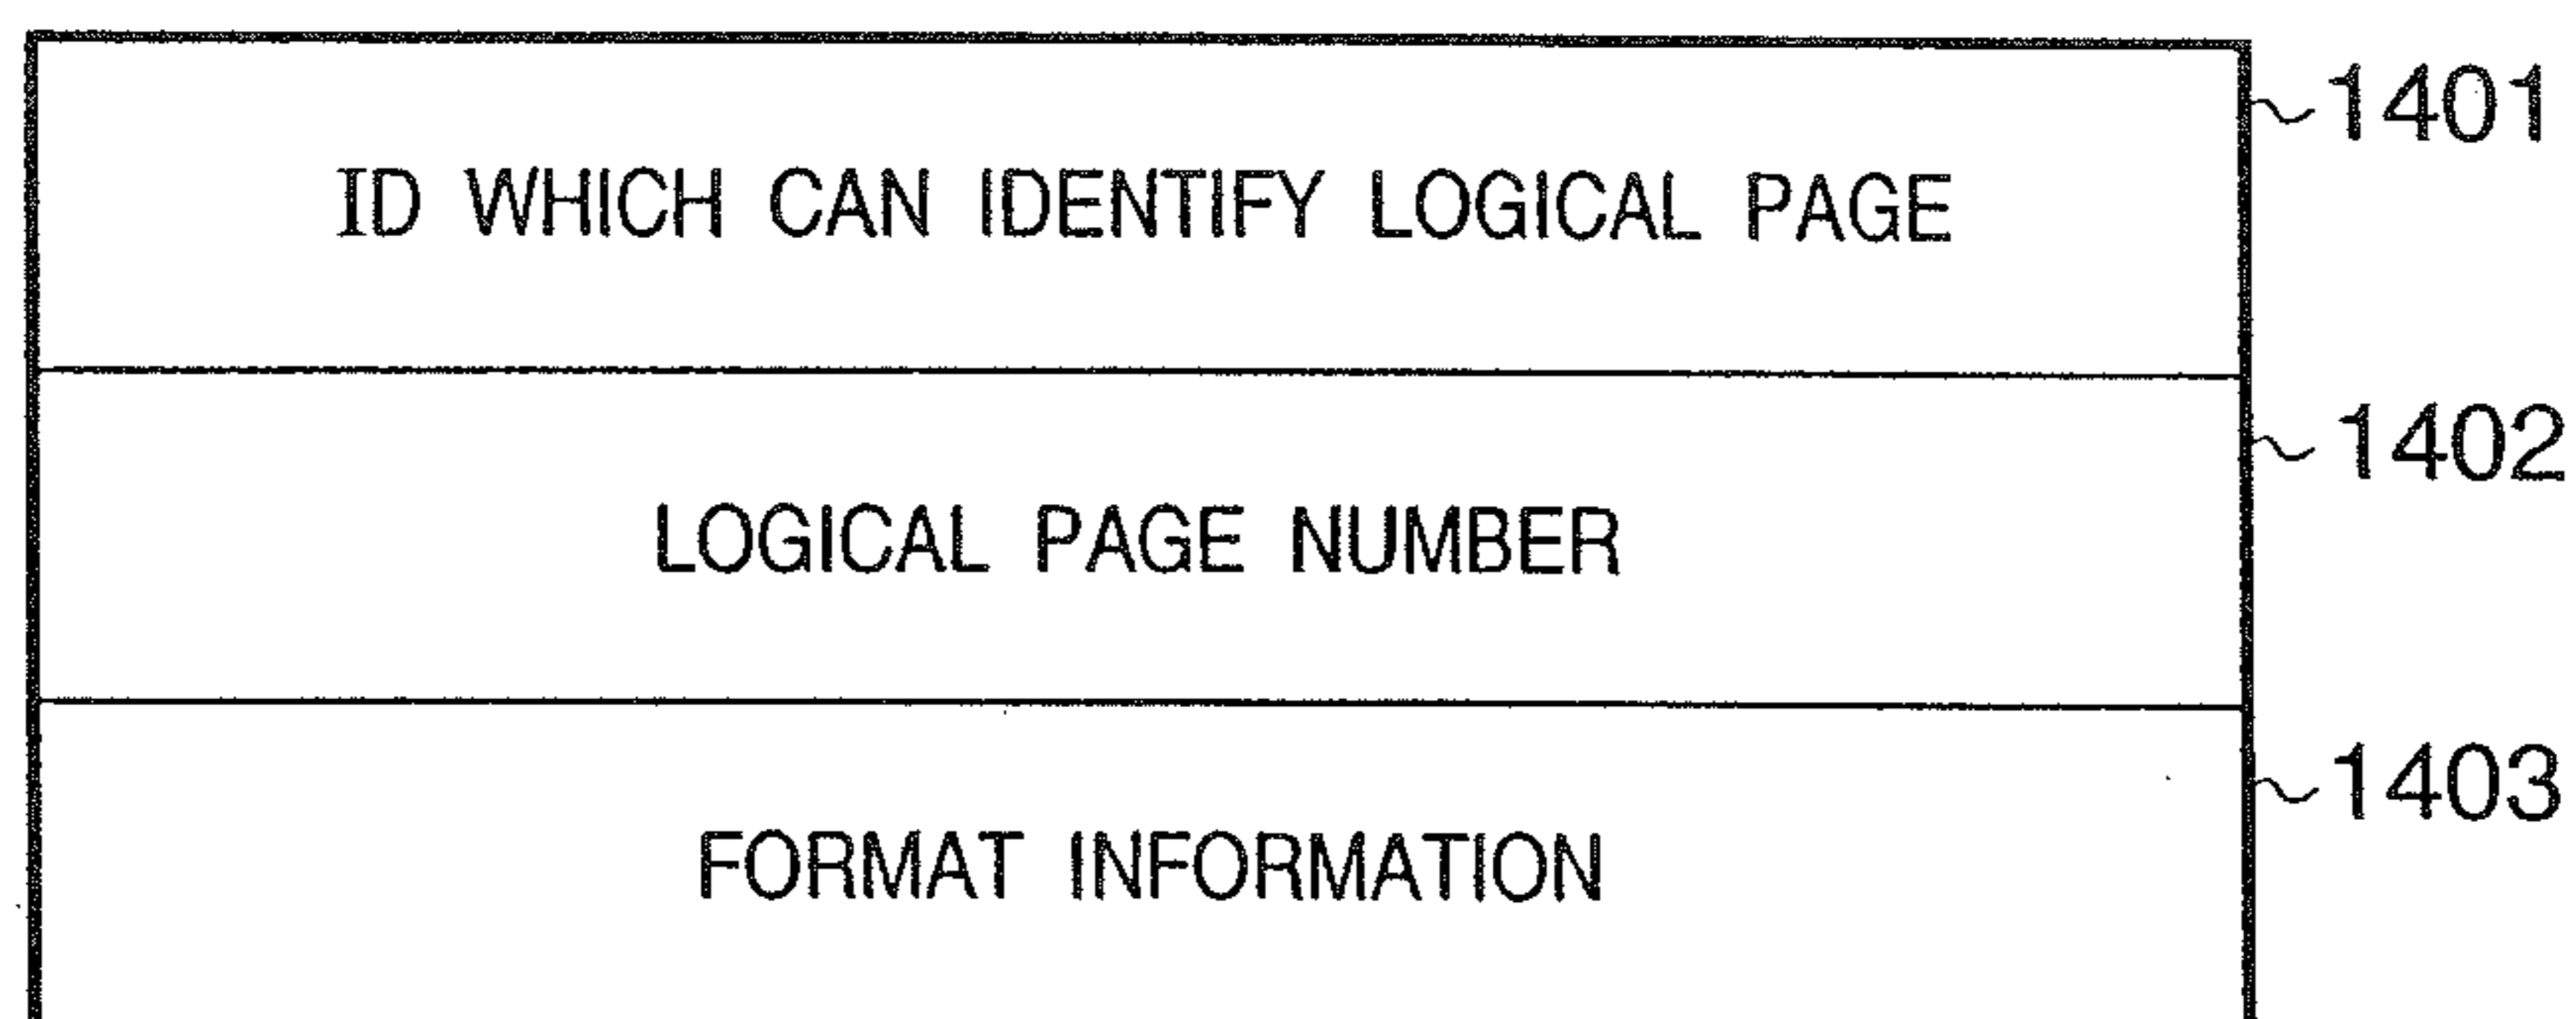 1401
ID WHICH CAN IDENTIFY LOGICAL PAGE
1402
LOGICAL PAGE NUMBER
1403
FORMAT INFORMATION